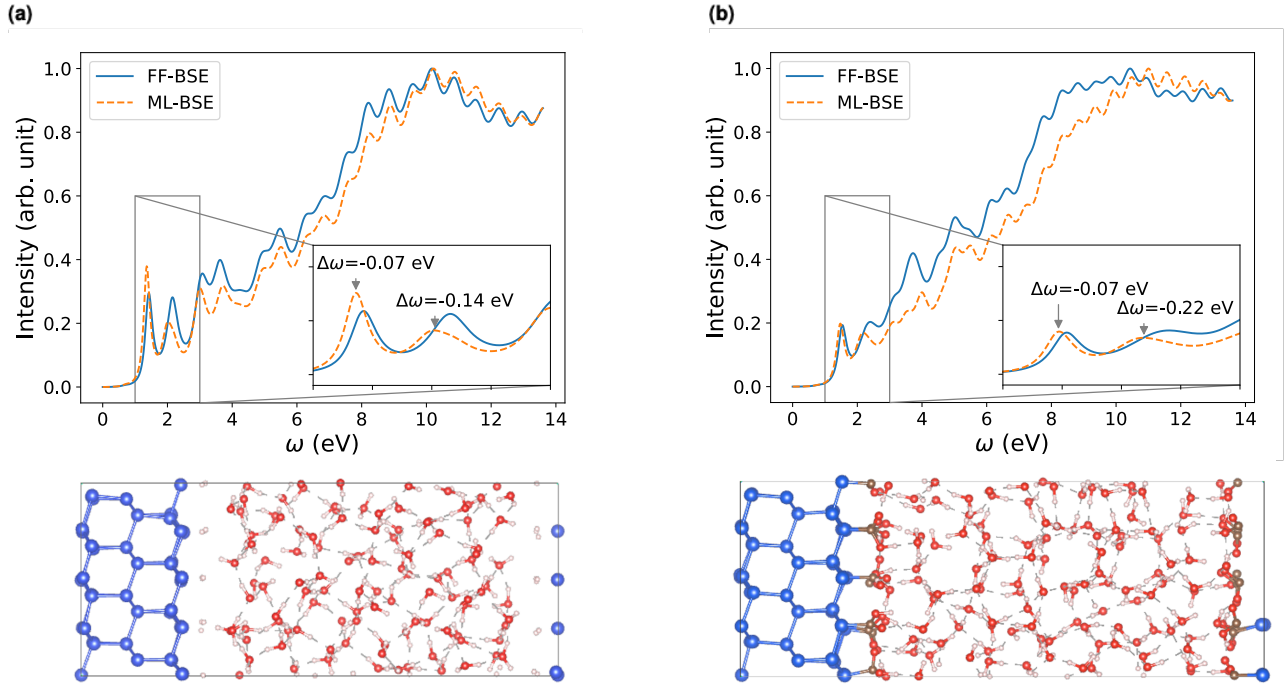 (a)
FF-BSE
ML-BSE
Intensity (arb. unit)
1.0
0.8
0.6
0.4
0.2
0.0
Δω=-0.07 eV
Δω=-0.14 eV
0 2 4 6 8 10 12 14
ω (eV)
(b)
FF-BSE
ML-BSE
Intensity (arb. unit)
1.0
0.8
0.6
0.4
0.2
0.0
Δω=-0.07 eV
Δω=-0.22 eV
0 2 4 6 8 10 12 14
ω (eV)